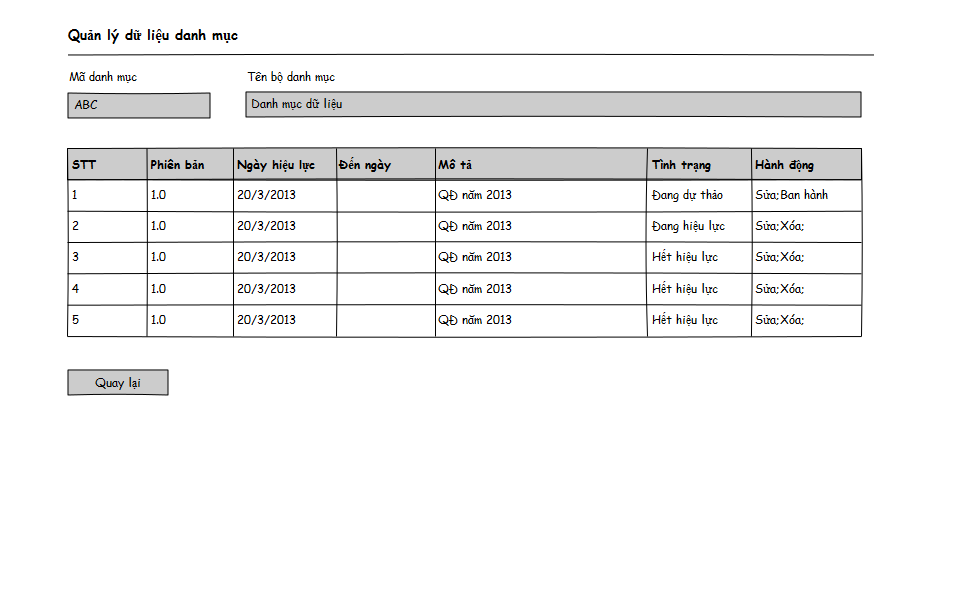 Quản lý dữ liệu danh mục
Mã danh mục Tên bộ danh mục
ABC Danh mục dữ liệu
STT Phiên bản Ngày hiệu lực Đến ngày Mô tả Tình trạng Hành động
1 1.0 20/3/2013 QĐ năm 2013 Đang dự thảo Sửa;Ban hành
2 1.0 20/3/2013 QĐ năm 2013 Đang hiệu lực Sửa;Xóa;
3 1.0 20/3/2013 QĐ năm 2013 Hết hiệu lực Sửa;Xóa;
4 1.0 20/3/2013 QĐ năm 2013 Hết hiệu lực Sửa;Xóa;
5 1.0 20/3/2013 QĐ năm 2013 Hết hiệu lực Sửa;Xóa;
Quay lại